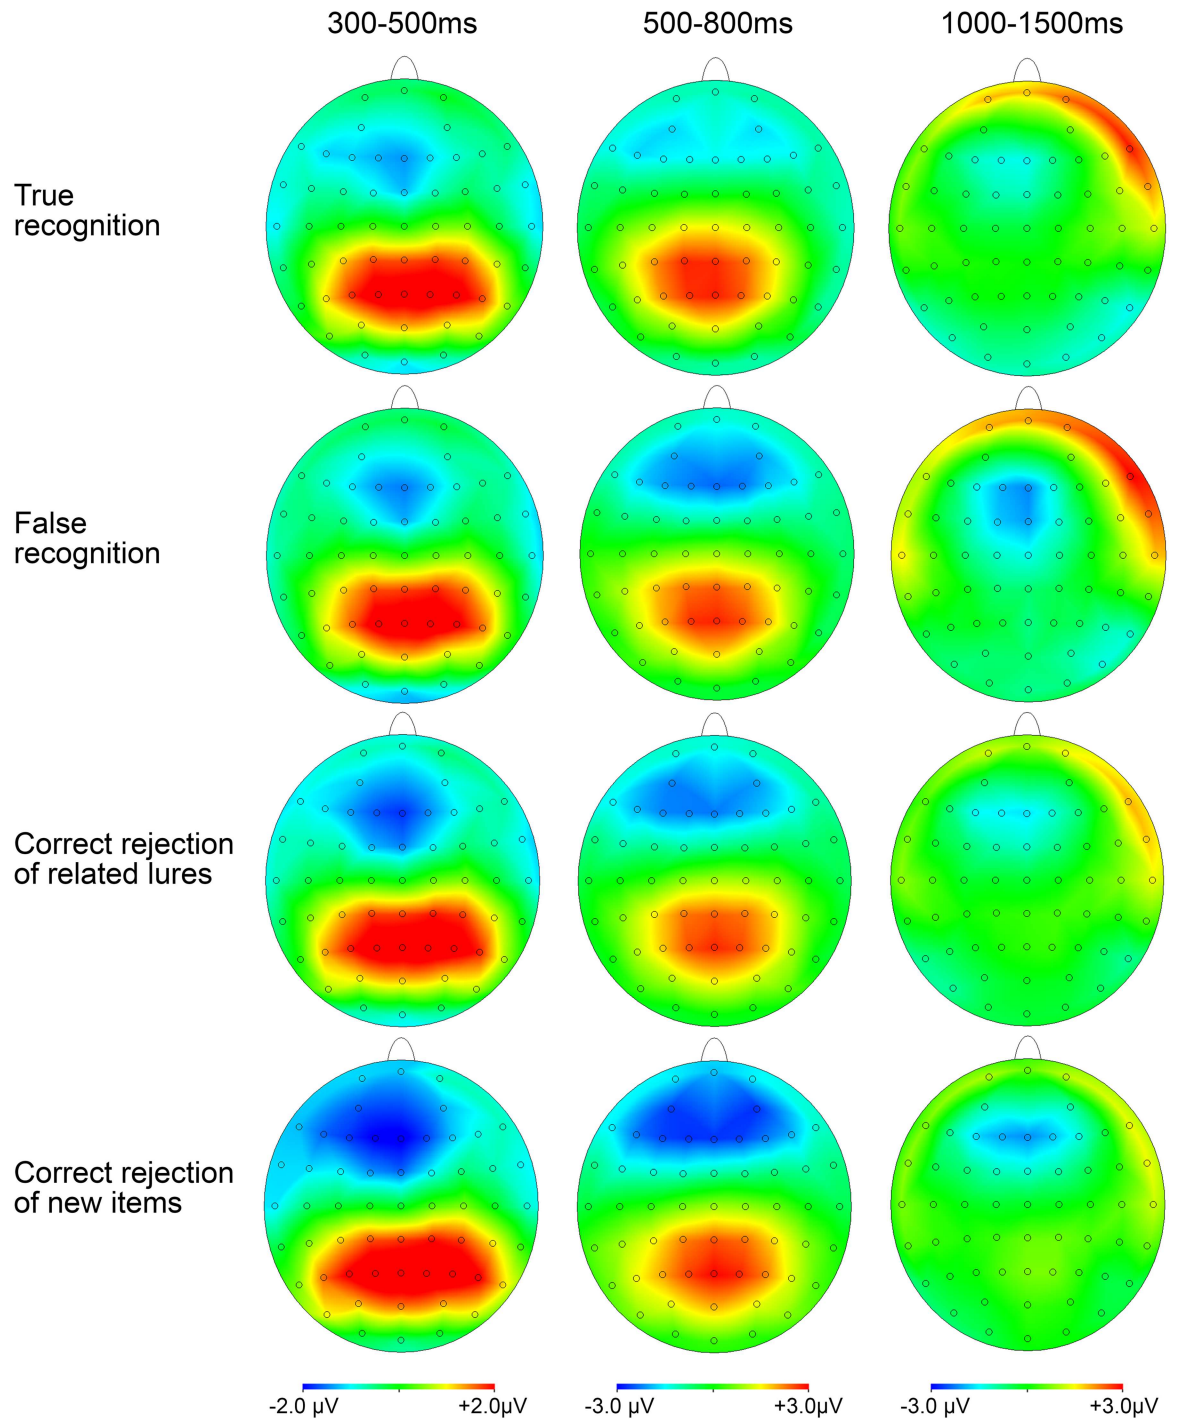 300-500ms
500-800ms
1000-1500ms
True
recognition
False
recognition
Correct rejection
of related lures
Correct rejection
of new items
-2.0 μV
+2.0μV
-3.0 μV
+3.0μV
-3.0 μV
+3.0μV